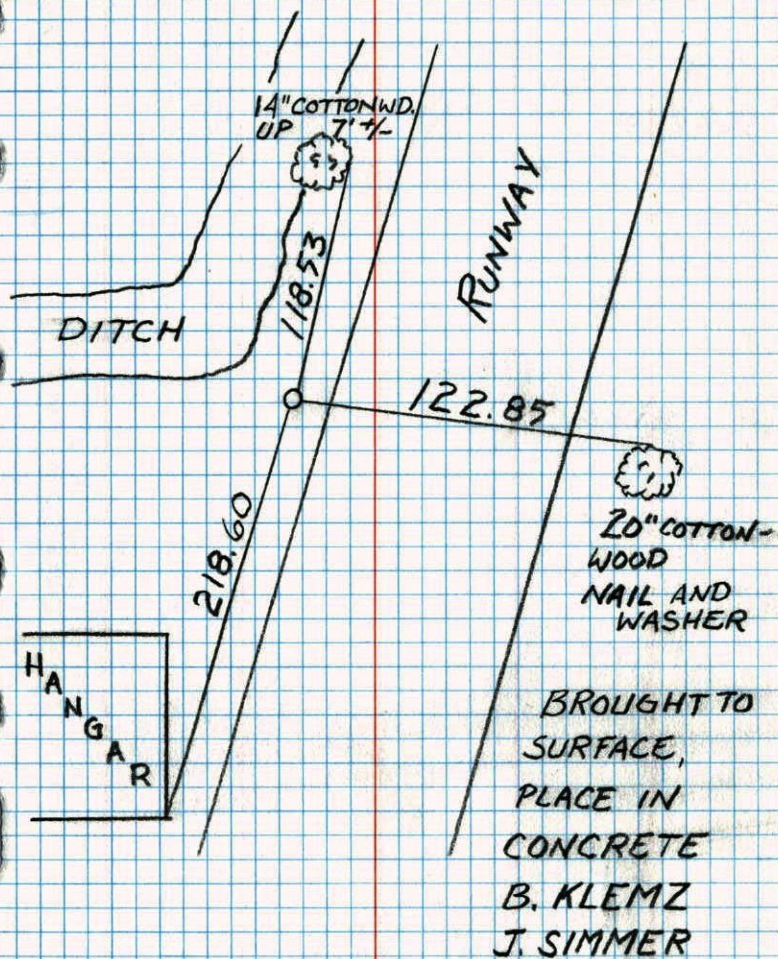 14" COTTONWD.
UP 7' +/-
RUNWAY
118.53
DITCH
122.85
218.60
20" COTTON-
WOOD
NAIL AND
WASHER
HANGAR
BROUGHT TO
SURFACE,
PLACE IN
CONCRETE
B. KLEMZ
J. SIMMER